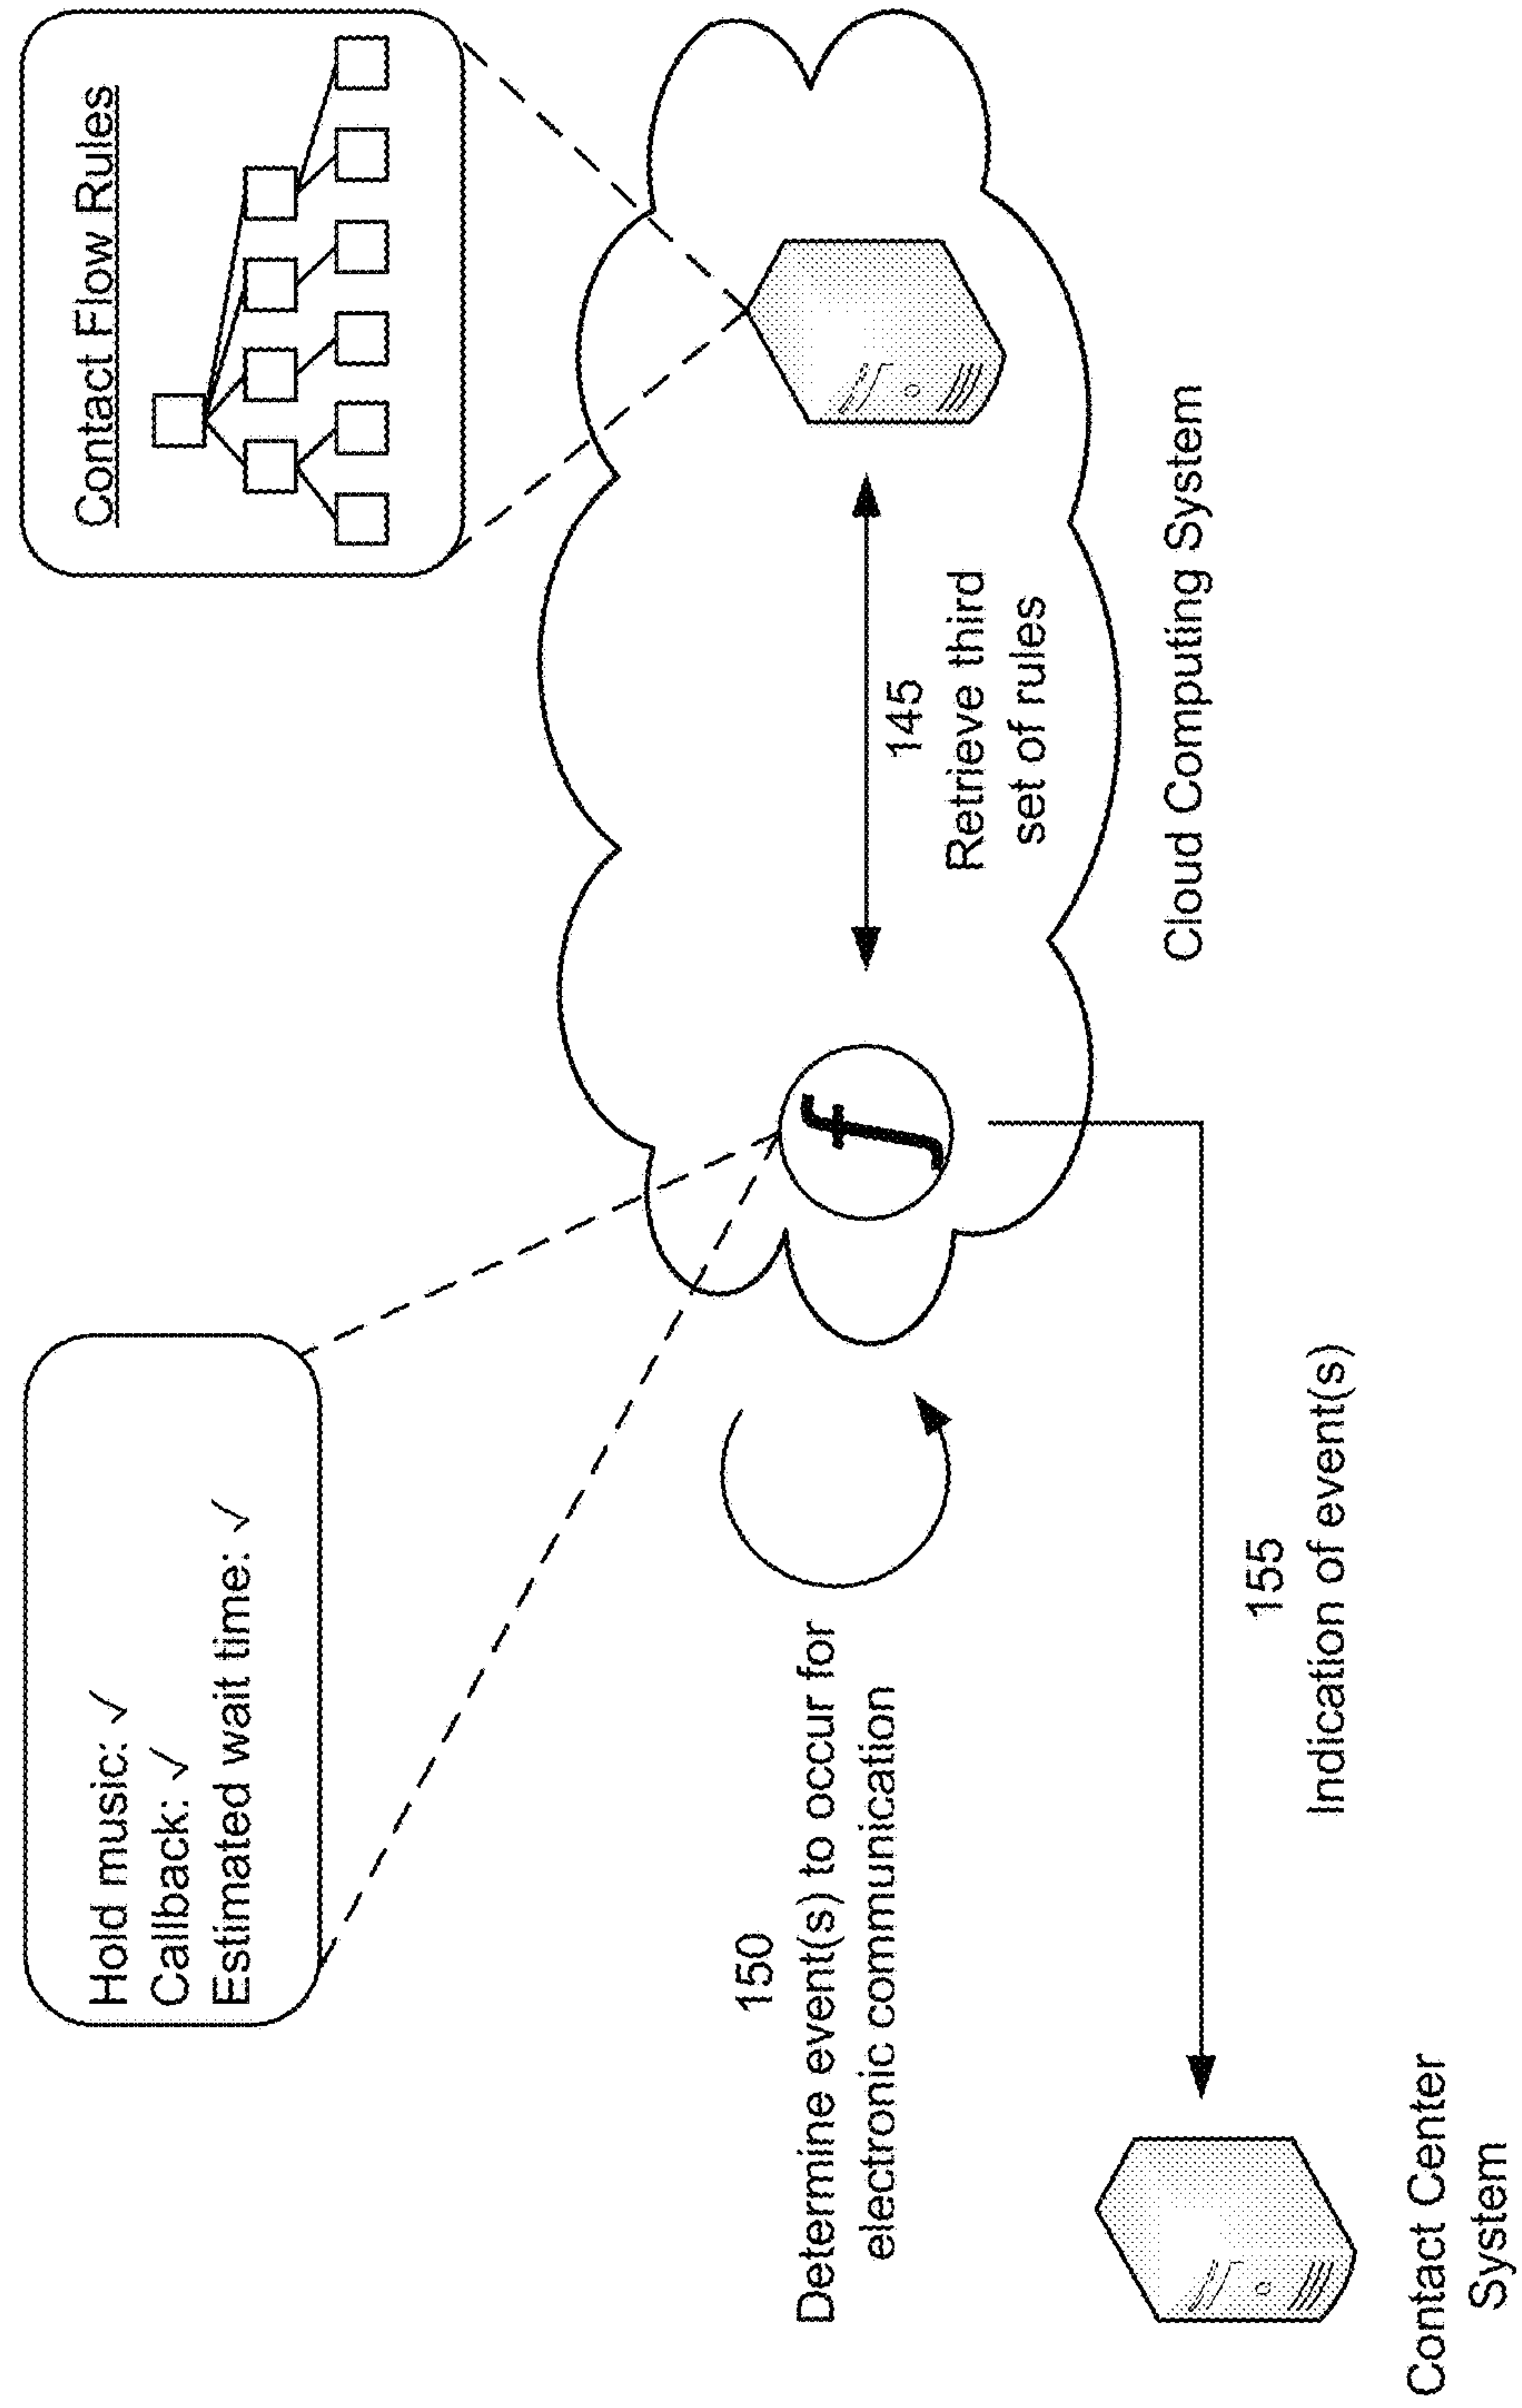 Hold music: ✓
Callback: ✓
Estimated wait time: ✓
Contact Flow Rules
150
Determine event(s) to occur for
electronic communication
f
145
Retrieve third
set of rules
Cloud Computing System
155
Indication of event(s)
Contact Center
System